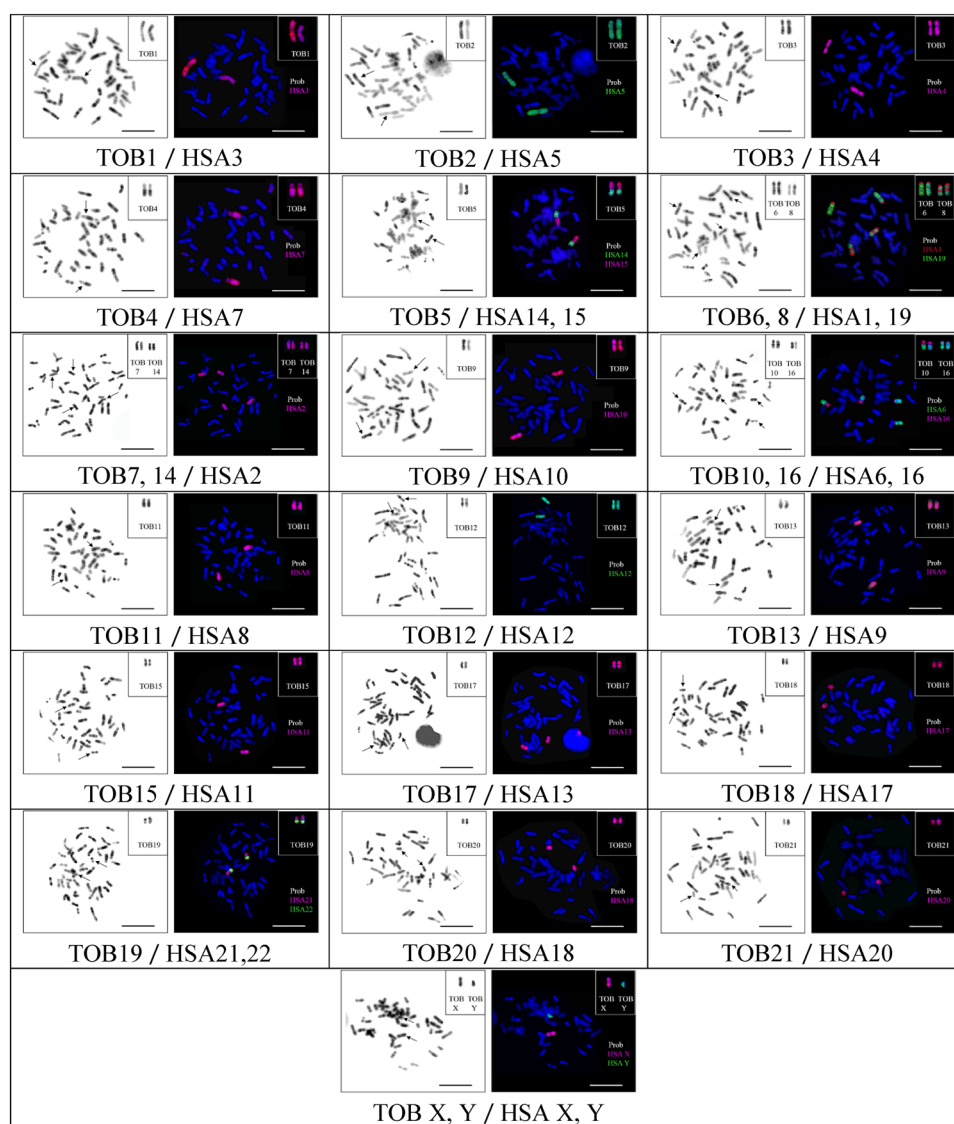 TOB1
TOB1
Prob
HSA3
TOB1 / HSA3
TOB2
TOB2
Prob
HSA5
TOB2 / HSA5
TOB3
TOB3
Prob
HSA4
TOB3 / HSA4
TOB4
TOB4
Prob
HSA7
TOB4 / HSA7
TOB5
TOB5
Prob
HSA14
HSA15
TOB5 / HSA14, 15
TOB TOB
6 8
TOB TOB
6 8
Prob
HSA1
HSA19
TOB6, 8 / HSA1, 19
TOB TOB
7 14
TOB TOB
7 14
Prob
HSA2
TOB7, 14 / HSA2
TOB9
TOB9
Prob
HSA10
TOB9 / HSA10
TOB TOB
10 16
TOB TOB
10 16
Prob
HSA6
HSA16
TOB10, 16 / HSA6, 16
TOB11
TOB11
Prob
HSA8
TOB11 / HSA8
TOB12
TOB12
Prob
HSA12
TOB12 / HSA12
TOB13
TOB13
Prob
HSA9
TOB13 / HSA9
TOB15
TOB15
Prob
HSA11
TOB15 / HSA11
TOB17
TOB17
Prob
HSA13
TOB17 / HSA13
TOB18
TOB18
Prob
HSA17
TOB18 / HSA17
TOB19
TOB19
Prob
HSA21
HSA22
TOB19 / HSA21,22
TOB20
TOB20
Prob
HSA18
TOB20 / HSA18
TOB21
TOB21
Prob
HSA20
TOB21 / HSA20
TOB TOB
X Y
TOB TOB
X Y
Prob
HSA X
HSA Y
TOB X, Y / HSA X, Y